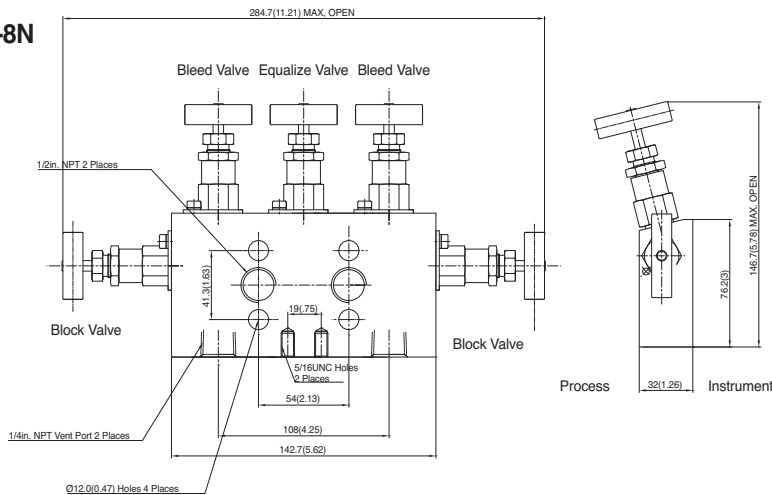 284.7(11.21) MAX, OPEN
-8N
Bleed Valve Equalize Valve Bleed Valve
1/2in. NPT 2 Places
146.7(5.78) MAX. OPEN
76.2(3)
41.3(1.63)
19(.75)
Block Valve
Block Valve
5/16UNC Holes
2 Places
Process
32(1.26)
Instrument
54(2.13)
1/4in. NPT Vent Port 2 Places
108(4.25)
142.7(5.62)
Ø12.0(0.47) Holes 4 Places